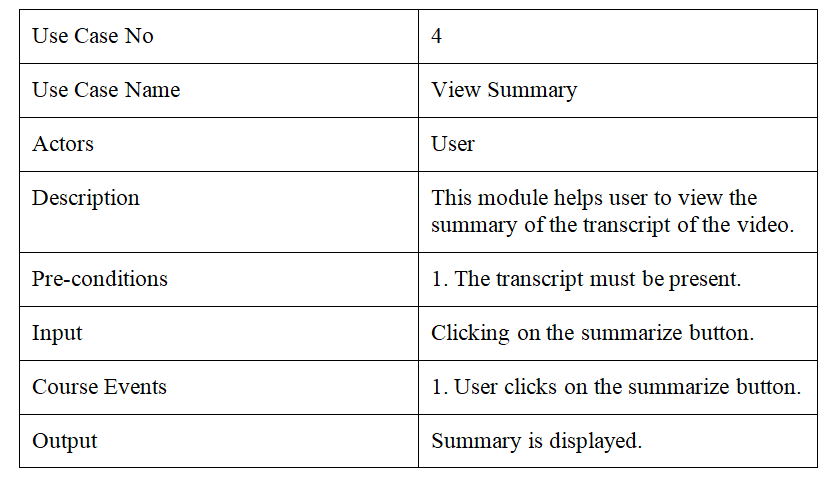 Use Case No
4
Use Case Name
View Summary
Actors
User
Description
This module helps user to view the
summary of the transcript of the video.
Pre-conditions
1. The transcript must be present.
Input
Clicking on the summarize button.
Course Events
1. User clicks on the summarize button.
Output
Summary is displayed.